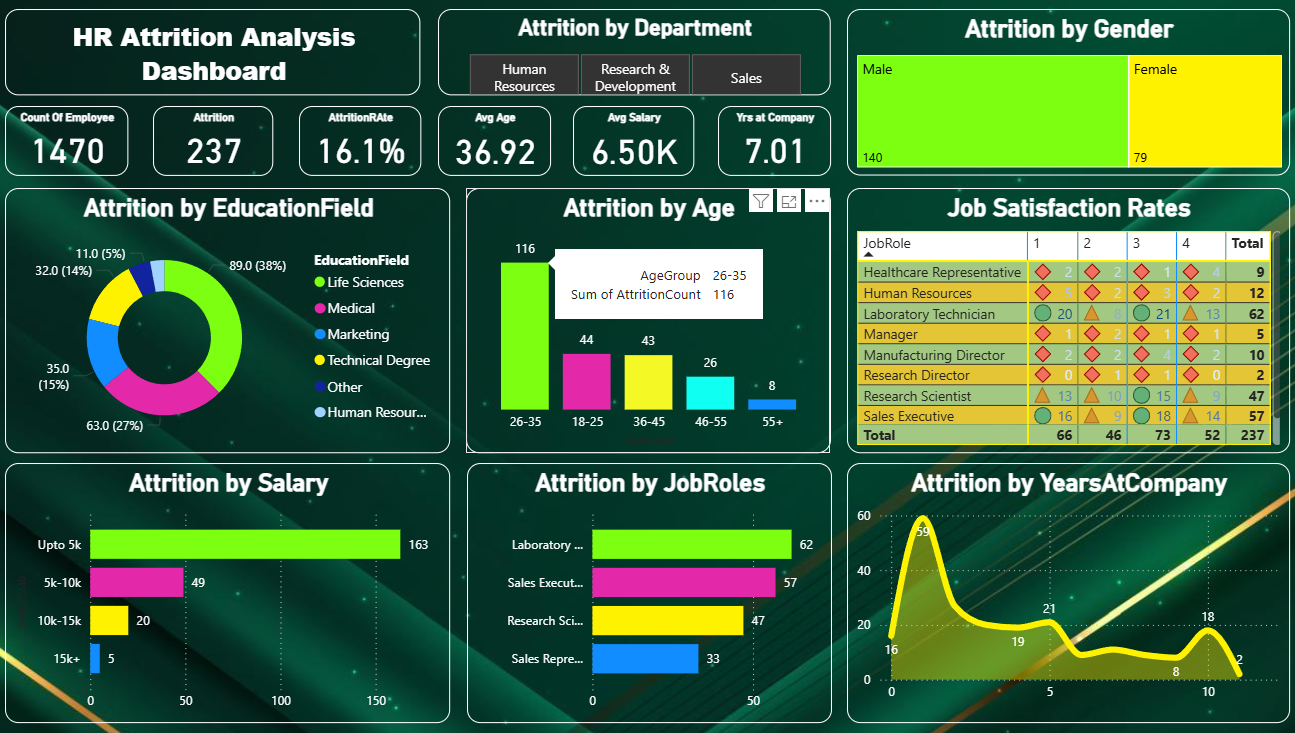 HR Attrition Analysis
Dashboard
Attrition by Department
Human
Resources
Research &
Development
Sales
Attrition by Gender
Male
Female
140
79
Count Of Employee
1470
Attrition
237
AttritionRAte
16.1%
Avg Age
36.92
Avg Salary
6.50K
Yrs at Company
7.01
Attrition by EducationField
11.0 (5%)
32.0 (14%)
89.0 (38%)
35.0
(15%)
63.0 (27%)
EducationField
Life Sciences
Medical
Marketing
Technical Degree
Other
Human Resour...
Attrition by Age
116
AgeGroup 26-35
Sum of AttritionCount 116
44
43
26
8
26-35 18-25 36-45 46-55 55+
Job Satisfaction Rates
JobRole 1 2 3 4 Total
Healthcare Representative 2 2 1 4 9
Human Resources 5 2 3 2 12
Laboratory Technician 20 8 21 13 62
Manager 1 2 1 1 5
Manufacturing Director 2 2 4 2 10
Research Director 0 1 1 0 2
Research Scientist 13 10 15 9 47
Sales Executive 16 9 18 14 57
Total 66 46 73 52 237
Attrition by Salary
Upto 5k 163
5k-10k 49
10k-15k 20
15k+ 5
0 50 100 150
Attrition by JobRoles
Laboratory ... 62
Sales Execut... 57
Research Sci... 47
Sales Repre... 33
0 50
Attrition by YearsAtCompany
60
59
40
20
21
18
16
19
8
2
0
0 5 10